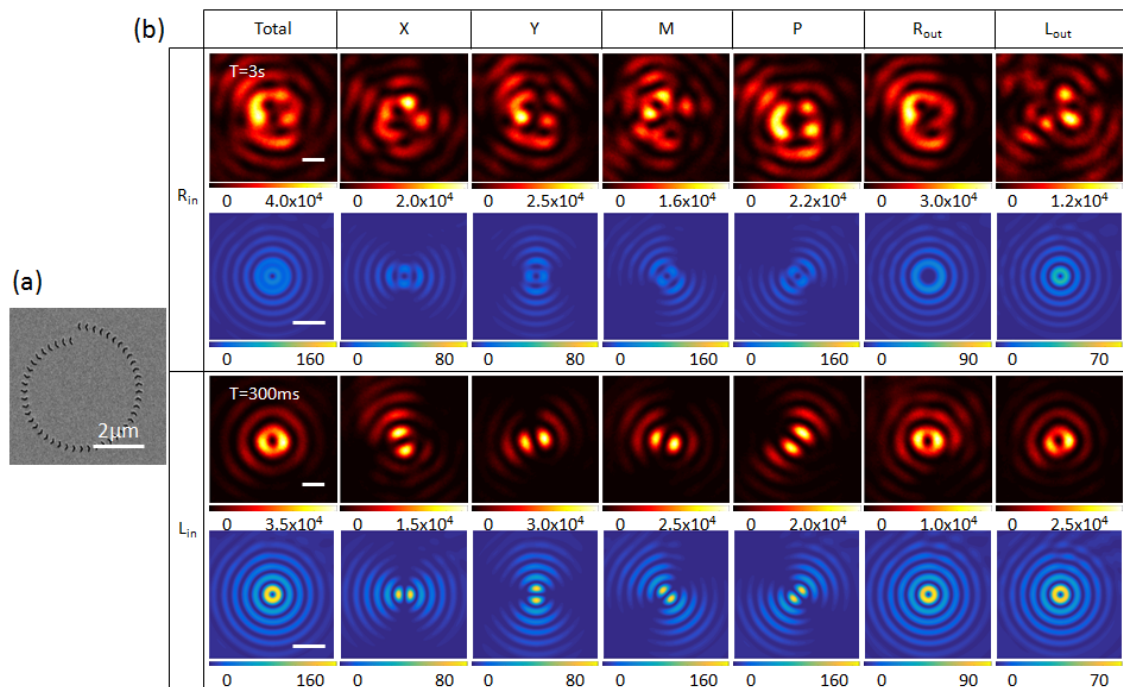 (b)
Total X Y M P Rout Lout
T=3s
0 4.0x10⁴ 0 2.0x10⁴ 0 2.5x10⁴ 0 1.6x10⁴ 0 2.2x10⁴ 0 3.0x10⁴ 0 1.2x10⁴
Rin
0 160 0 80 0 80 0 160 0 160 0 90 0 70
(a)
2µm
T=300ms
0 3.5x10⁴ 0 1.5x10⁴ 0 3.0x10⁴ 0 2.5x10⁴ 0 2.0x10⁴ 0 1.0x10⁴ 0 2.5x10⁴
Lin
0 160 0 80 0 80 0 160 0 160 0 160 0 70